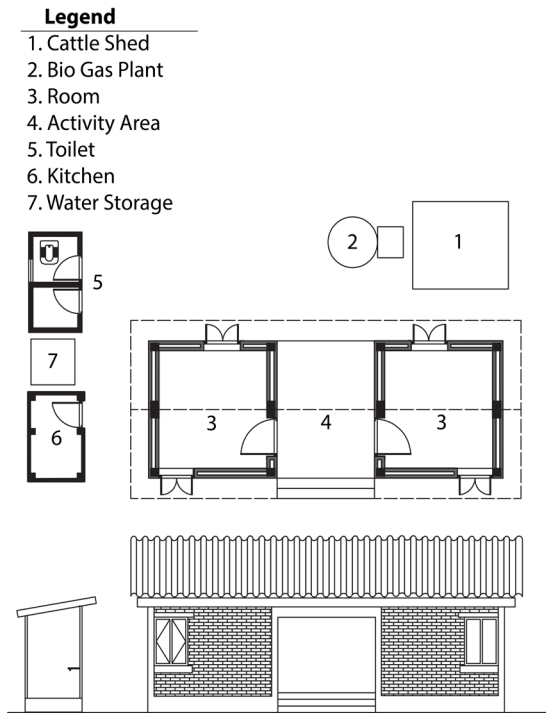 Legend
1. Cattle Shed
2. Bio Gas Plant
3. Room
4. Activity Area
5. Toilet
6. Kitchen
7. Water Storage
2
1
5
7
6
3
4
3